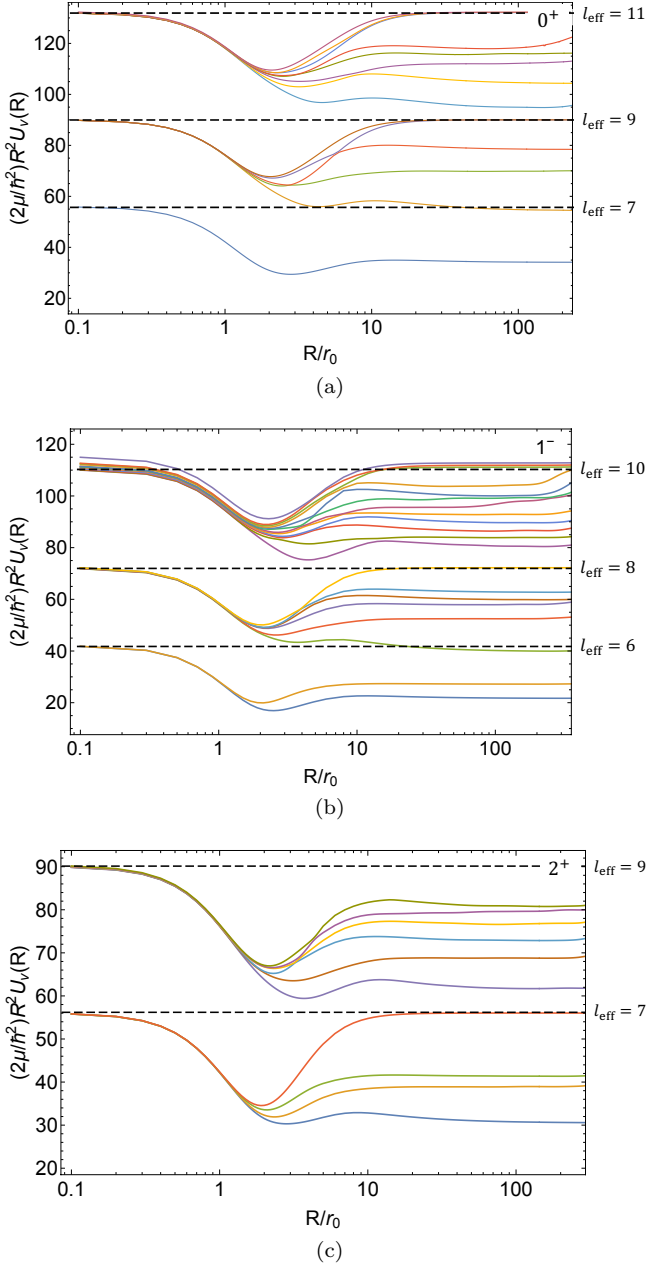 0⁺
l_eff = 11
120
100
l_eff = 9
80
60
l_eff = 7
40
20
(2μ/ℏ²)R²U_ν(R)
0.1 1 10 100
R/r₀
(a)
120
1⁻
l_eff = 10
100
80
l_eff = 8
60
40
l_eff = 6
20
(2μ/ℏ²)R²U_ν(R)
0.1 1 10 100
R/r₀
(b)
90
2⁺
l_eff = 9
80
70
60
l_eff = 7
50
40
30
20
(2μ/ℏ²)R²U_ν(R)
0.1 1 10 100
R/r₀
(c)